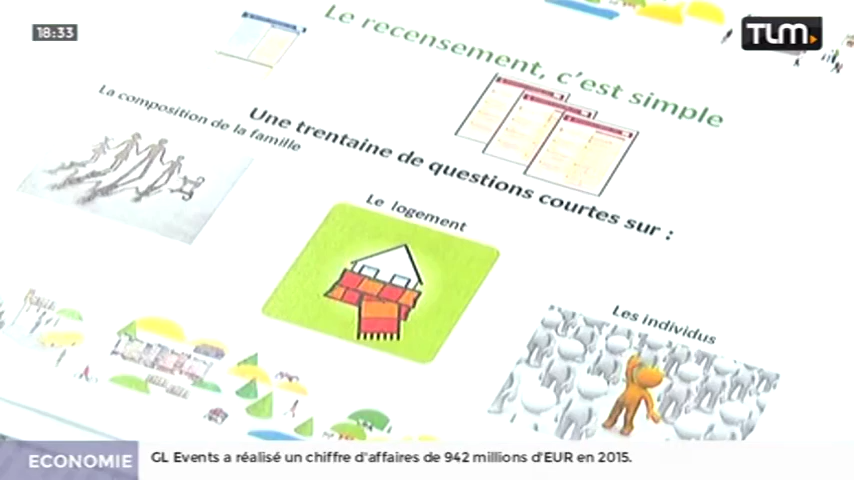 18:33
TLM.
Le recensement, c'est simple
Une trentaine de questions courtes sur :
La composition de la famille
Le logement
Les individus
ECONOMIE
GL Events a réalisé un chiffre d'affaires de 942 millions d'EUR en 2015.